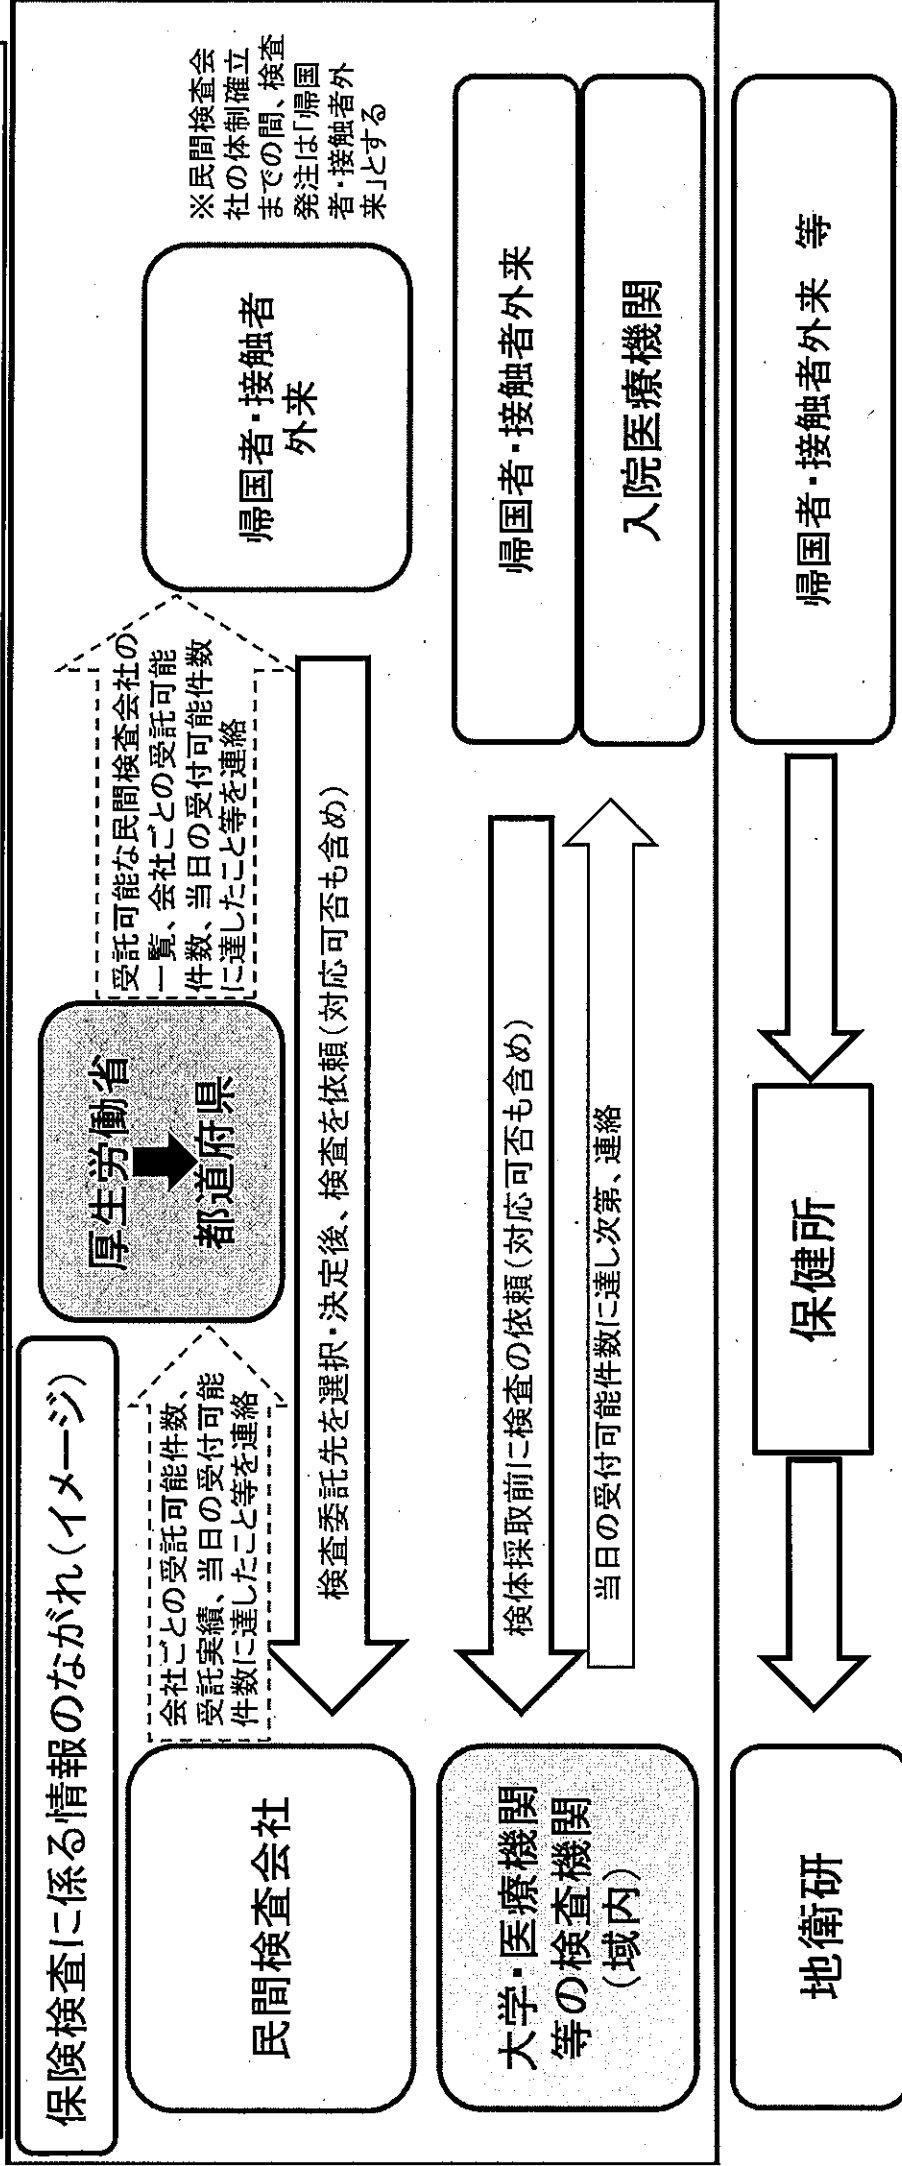 保険検査に係る情報のながれ(イメージ)
厚生労働省
都道府県
民間検査会社
会社ごとの受託可能件数、
受託実績、当日の受付可能
件数に達したこと等を連絡
受託可能な民間検査会社の
一覧、会社ごとの受託可能
件数、当日の受付可能件数
に達したこと等を連絡
帰国者・接触者
外来
※民間検査会
社の体制確立
までの間、検査
発注は「帰国
者・接触者外
来」とする
検査委託先を選択・決定後、検査を依頼(対応可否も含め)
大学・医療機関
等の検査機関
(域内)
検体採取前に検査の依頼(対応可否も含め)
当日の受付可能件数に達し次第、連絡
帰国者・接触者外来
入院医療機関
地衛研
保健所
帰国者・接触者外来 等